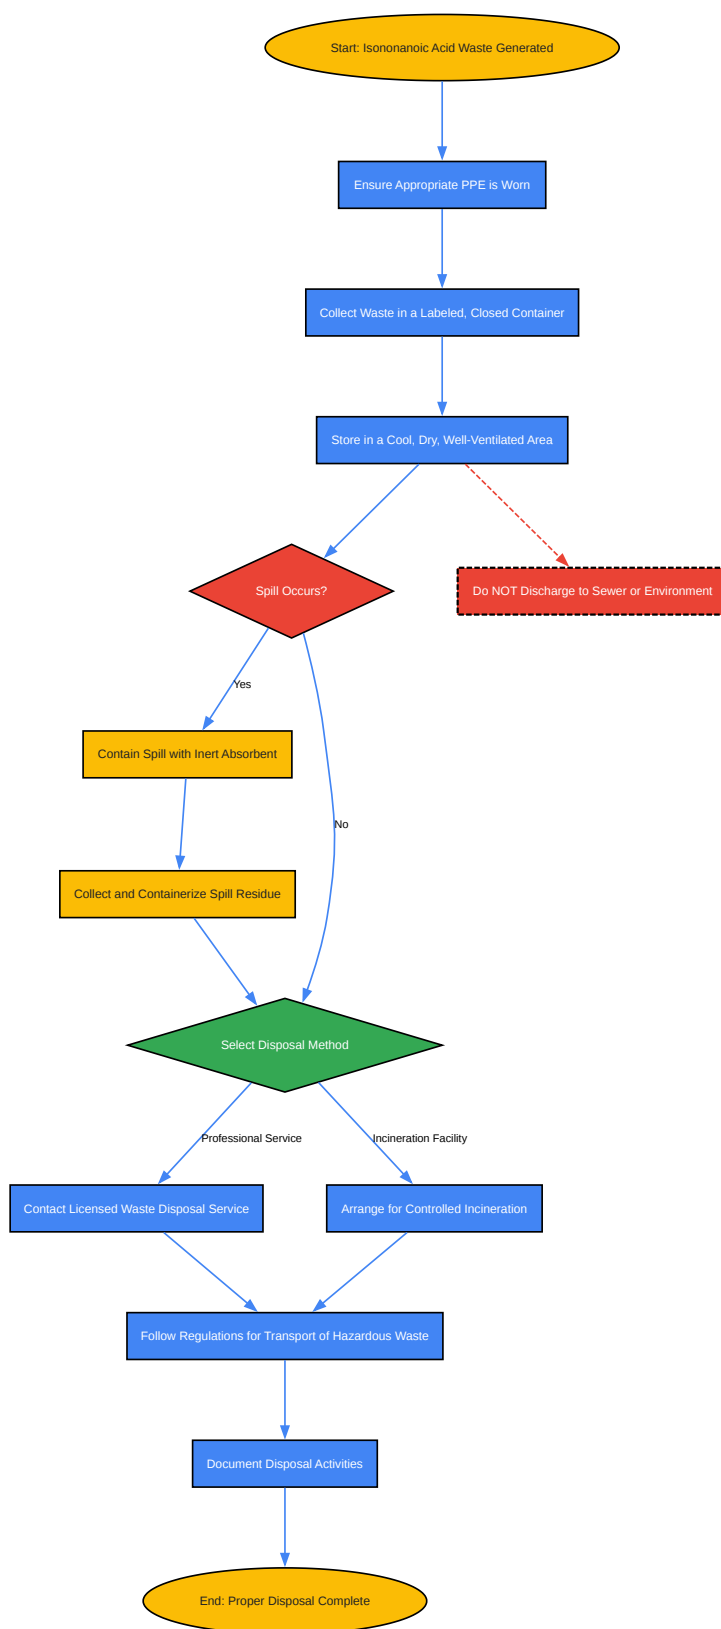 Start: Isononanoic Acid Waste Generated
Ensure Appropriate PPE is Worn
Collect Waste in a Labeled, Closed Container
Store in a Cool, Dry, Well-Ventilated Area
Spill Occurs?
Do NOT Discharge to Sewer or Environment
Yes
Contain Spill with Inert Absorbent
No
Collect and Containerize Spill Residue
Select Disposal Method
Professional Service
Incineration Facility
Contact Licensed Waste Disposal Service
Arrange for Controlled Incineration
Follow Regulations for Transport of Hazardous Waste
Document Disposal Activities
End: Proper Disposal Complete